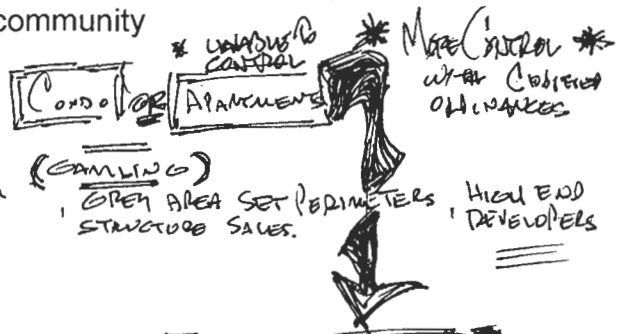 community
* UNABLE TO CONTROL
* MORE CONTROL *
WITH CODIFIED
ORDINANCES
CONDO OR APARTMENTS
(GAMLING)
, GREY AREA SET PERIMETERS
STRUCTURE SALES.
, HIGH END
DEVELOPERS